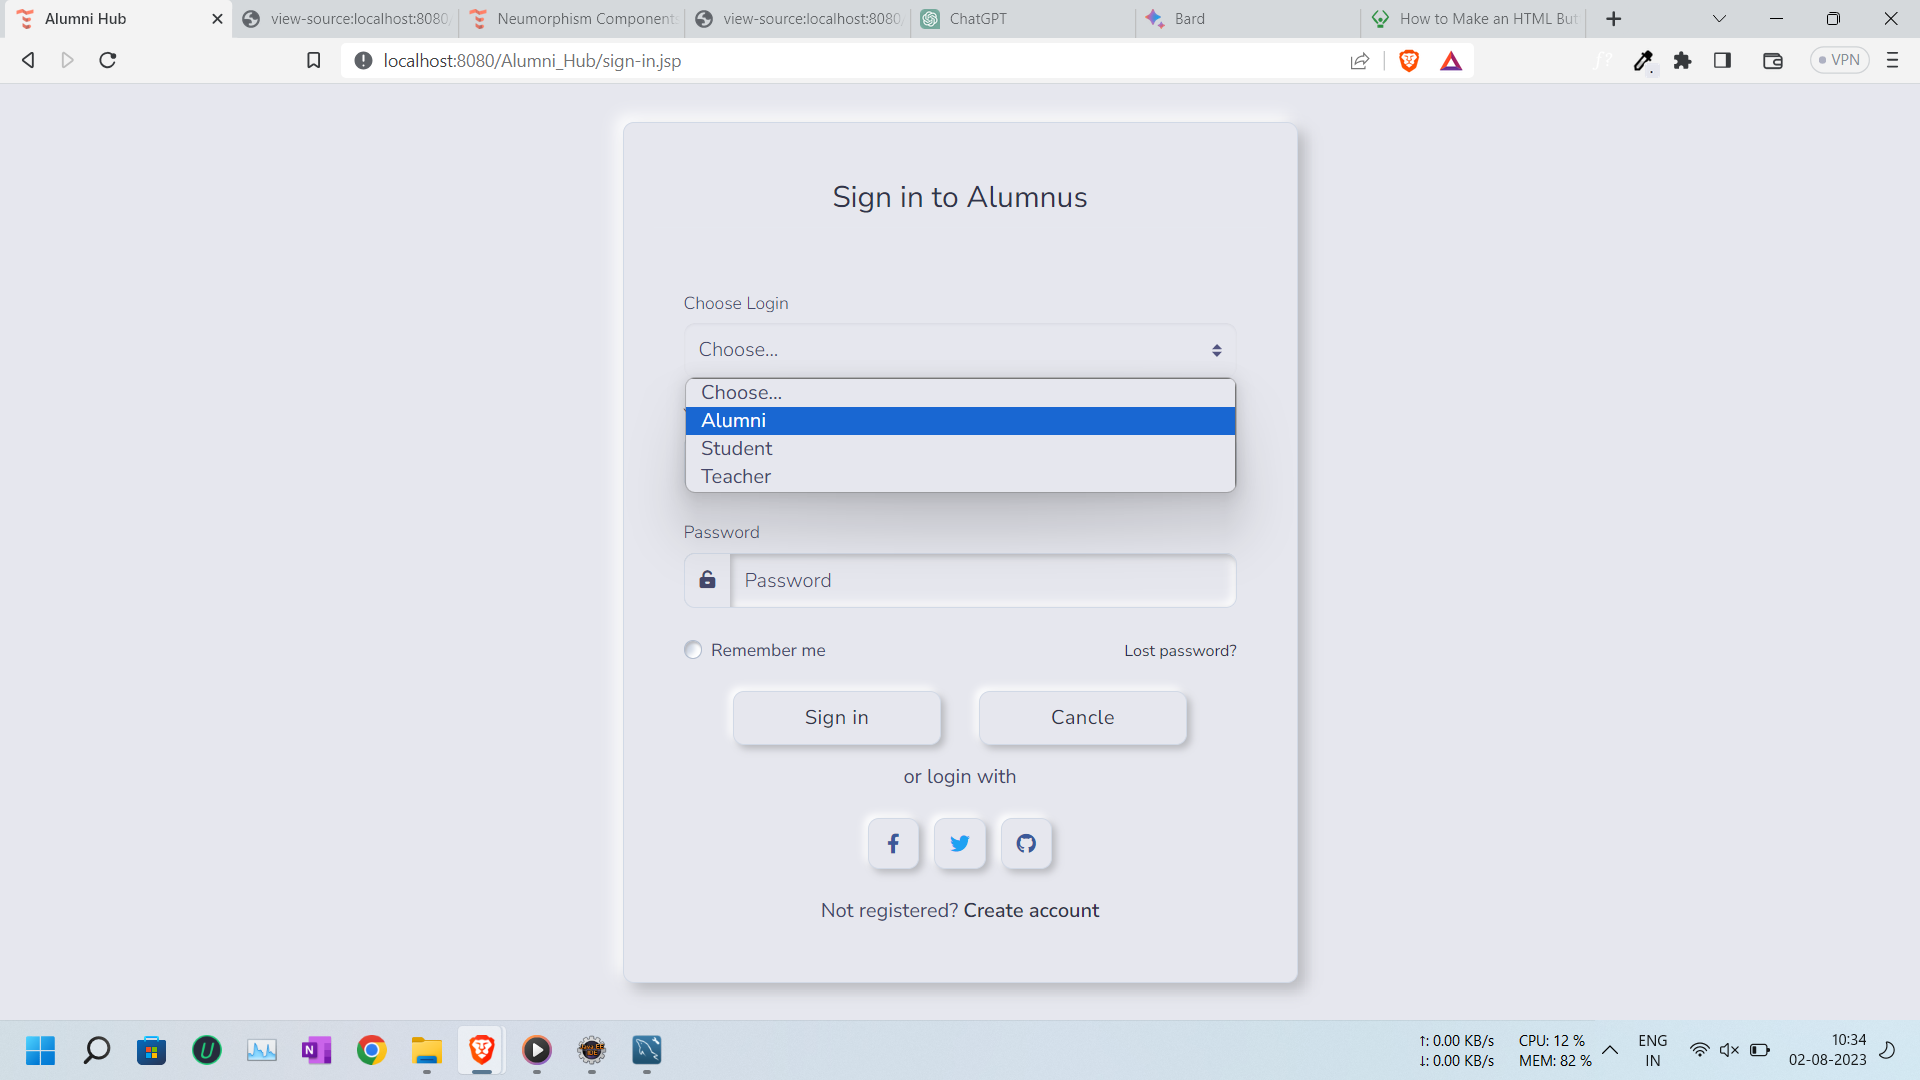 Alumni Hub
view-source:localhost:8080/
Neumorphism Component
view-source:localhost:8080/
ChatGPT
Bard
How to Make an HTML But
localhost:8080/Alumni_Hub/sign-in.jsp
VPN
Sign in to Alumnus
Choose Login
Choose...
Choose...
Alumni
Student
Teacher
Password
Password
Remember me
Lost password?
Sign in
Cancle
or login with
Not registered? Create account
↑: 0.00 KB/s
↓: 0.00 KB/s
CPU: 12 %
MEM: 82 %
ENG
IN
10:34
02-08-2023